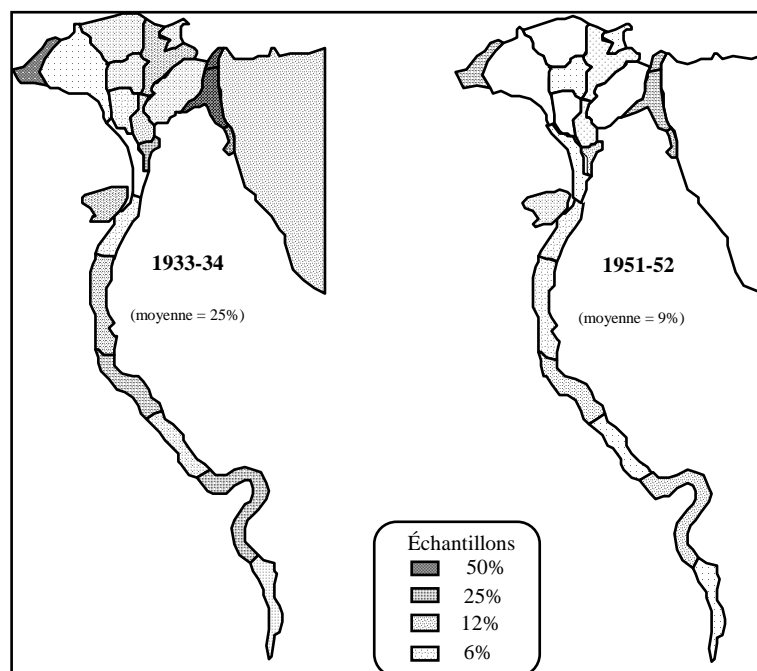 1933-34
(moyenne = 25%)
1951-52
(moyenne = 9%)
Échantillons
50%
25%
12%
6%